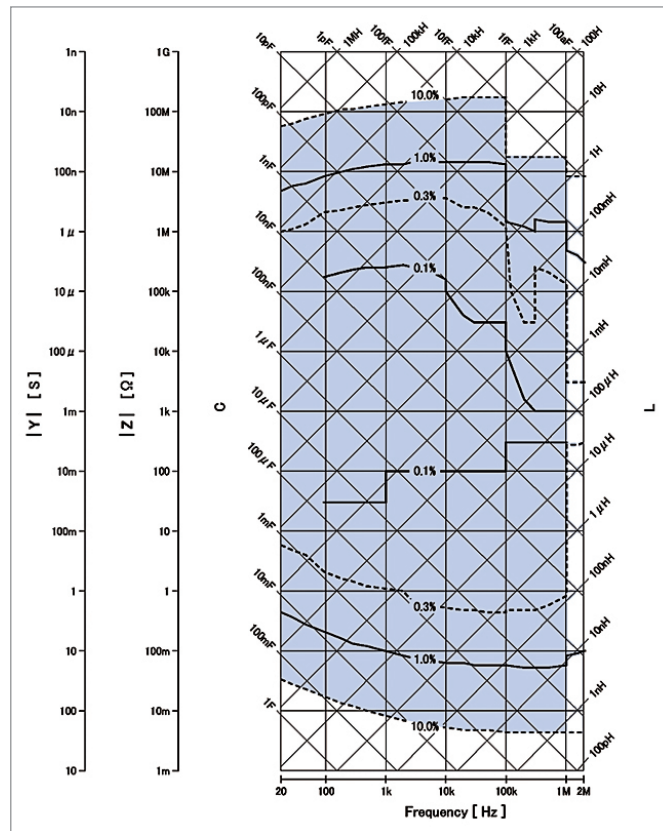 10pF 1pF 1MH 100fF 100kH 10fF 10kH 1fF 1kH 100aF 100H
1n 1G
10n 100M 100pF 10.0% 10H
100n 10M 1nF 1.0% 1H
1μ 1M 10nF 0.3% 100mH
10μ 100k 100nF 0.1% 10mH
100μ 10k 1μF 1mH
1m 1k 10μF 100μH
|Y| [ S ] |Z| [ Ω ] C L
10m 100 100μF 0.1% 10μH
100m 10 1mF 1μH
1 1 10mF 0.3% 100nH
10 100m 100mF 1.0% 10nH
100 10m 1F 10.0% 1nH
10 1m 100pH
20 100 1k 10k 100k 1M 2M
Frequency [ Hz ]